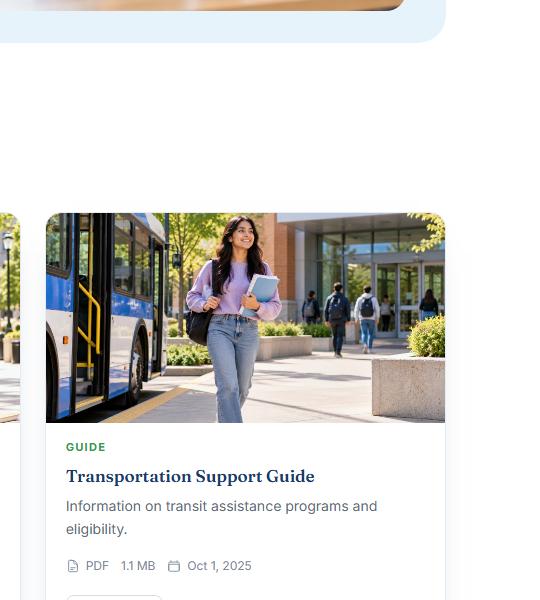 GUIDE
Transportation Support Guide
Information on transit assistance programs and
eligibility.
PDF 1.1 MB Oct 1, 2025